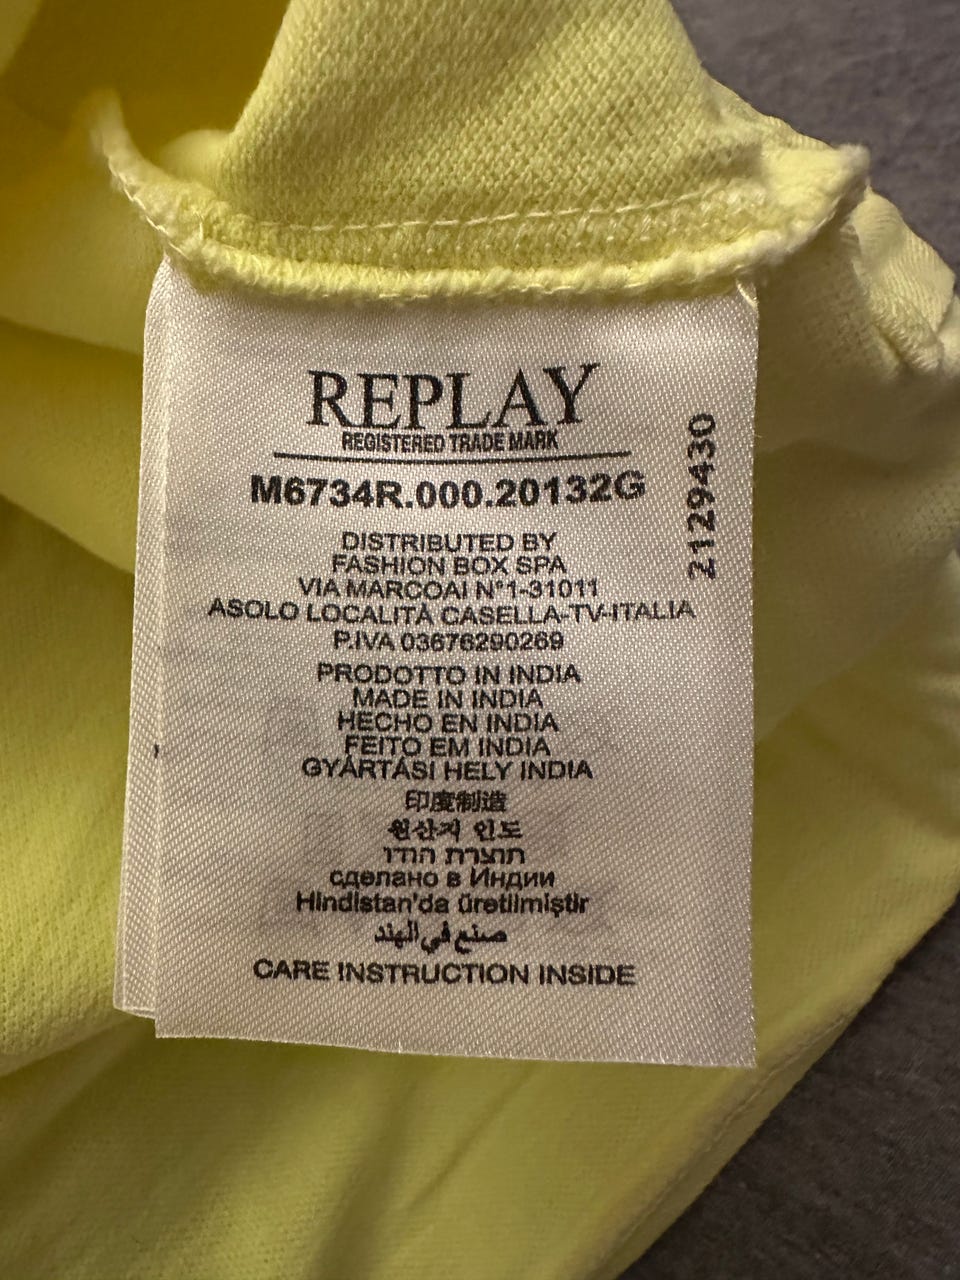 REPLAY
REGISTERED TRADE MARK
M6734R.000.20132G
2129430
DISTRIBUTED BY
FASHION BOX SPA
VIA MARCOAI N°1-31011
ASOLO LOCALITÀ CASELLA-TV-ITALIA
P.IVA 03676290269
PRODOTTO IN INDIA
MADE IN INDIA
HECHO EN INDIA
FEITO EM INDIA
GYÁRTÁSI HELY INDIA
印度制造
원산지 인도
תוצרת הודו
сделано в Индии
Hindistan'da üretilmiştir
صنع في الهند
CARE INSTRUCTION INSIDE